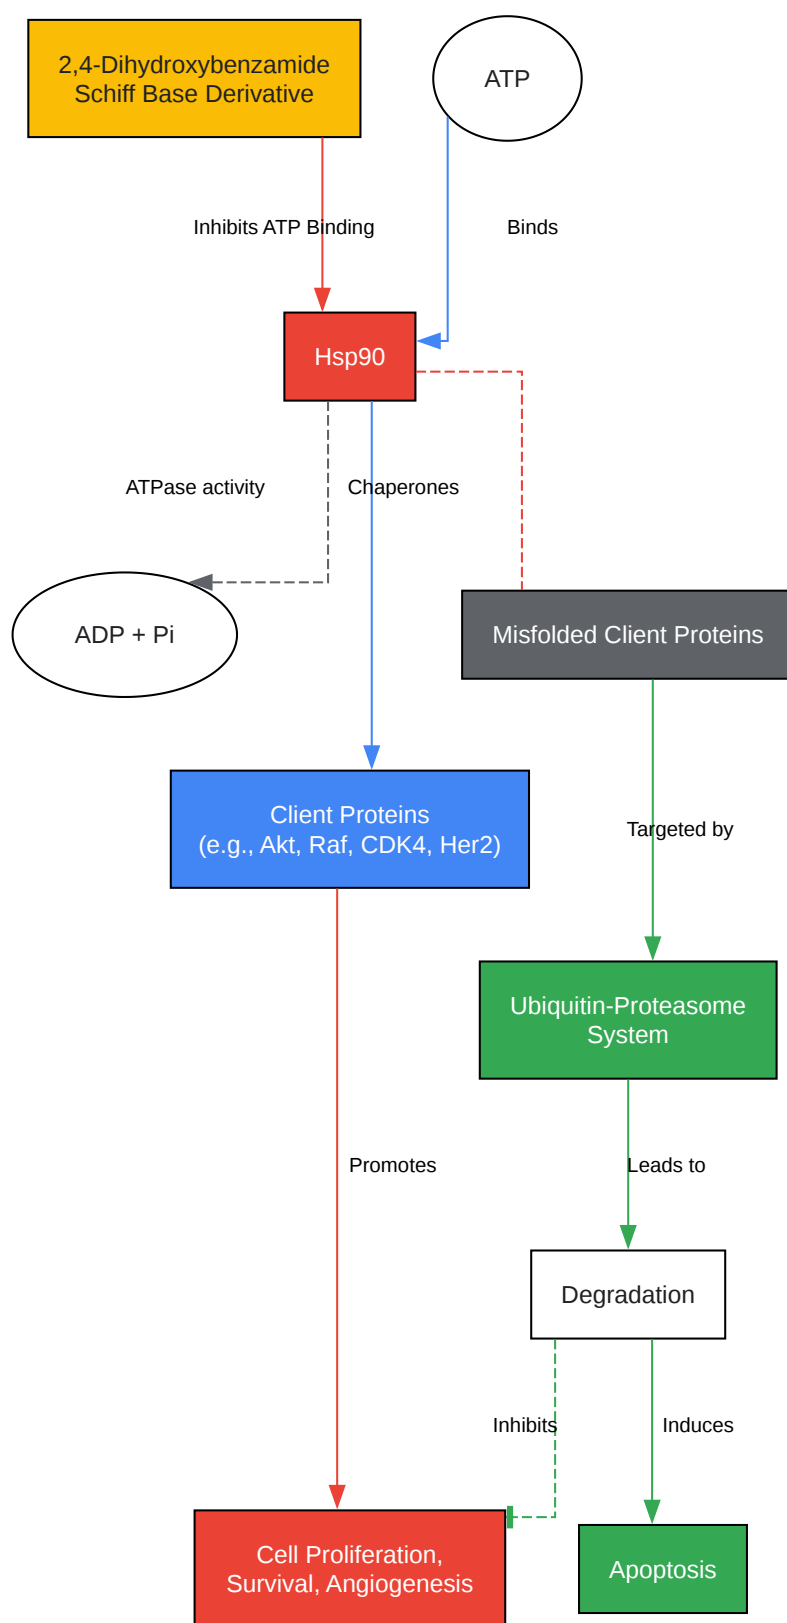 2,4-Dihydroxybenzamide
Schiff Base Derivative
ATP
Inhibits ATP Binding
Binds
Hsp90
ATPase activity
Chaperones
ADP + Pi
Misfolded Client Proteins
Client Proteins
(e.g., Akt, Raf, CDK4, Her2)
Targeted by
Ubiquitin-Proteasome
System
Promotes
Leads to
Degradation
Inhibits
Induces
Cell Proliferation,
Survival, Angiogenesis
Apoptosis